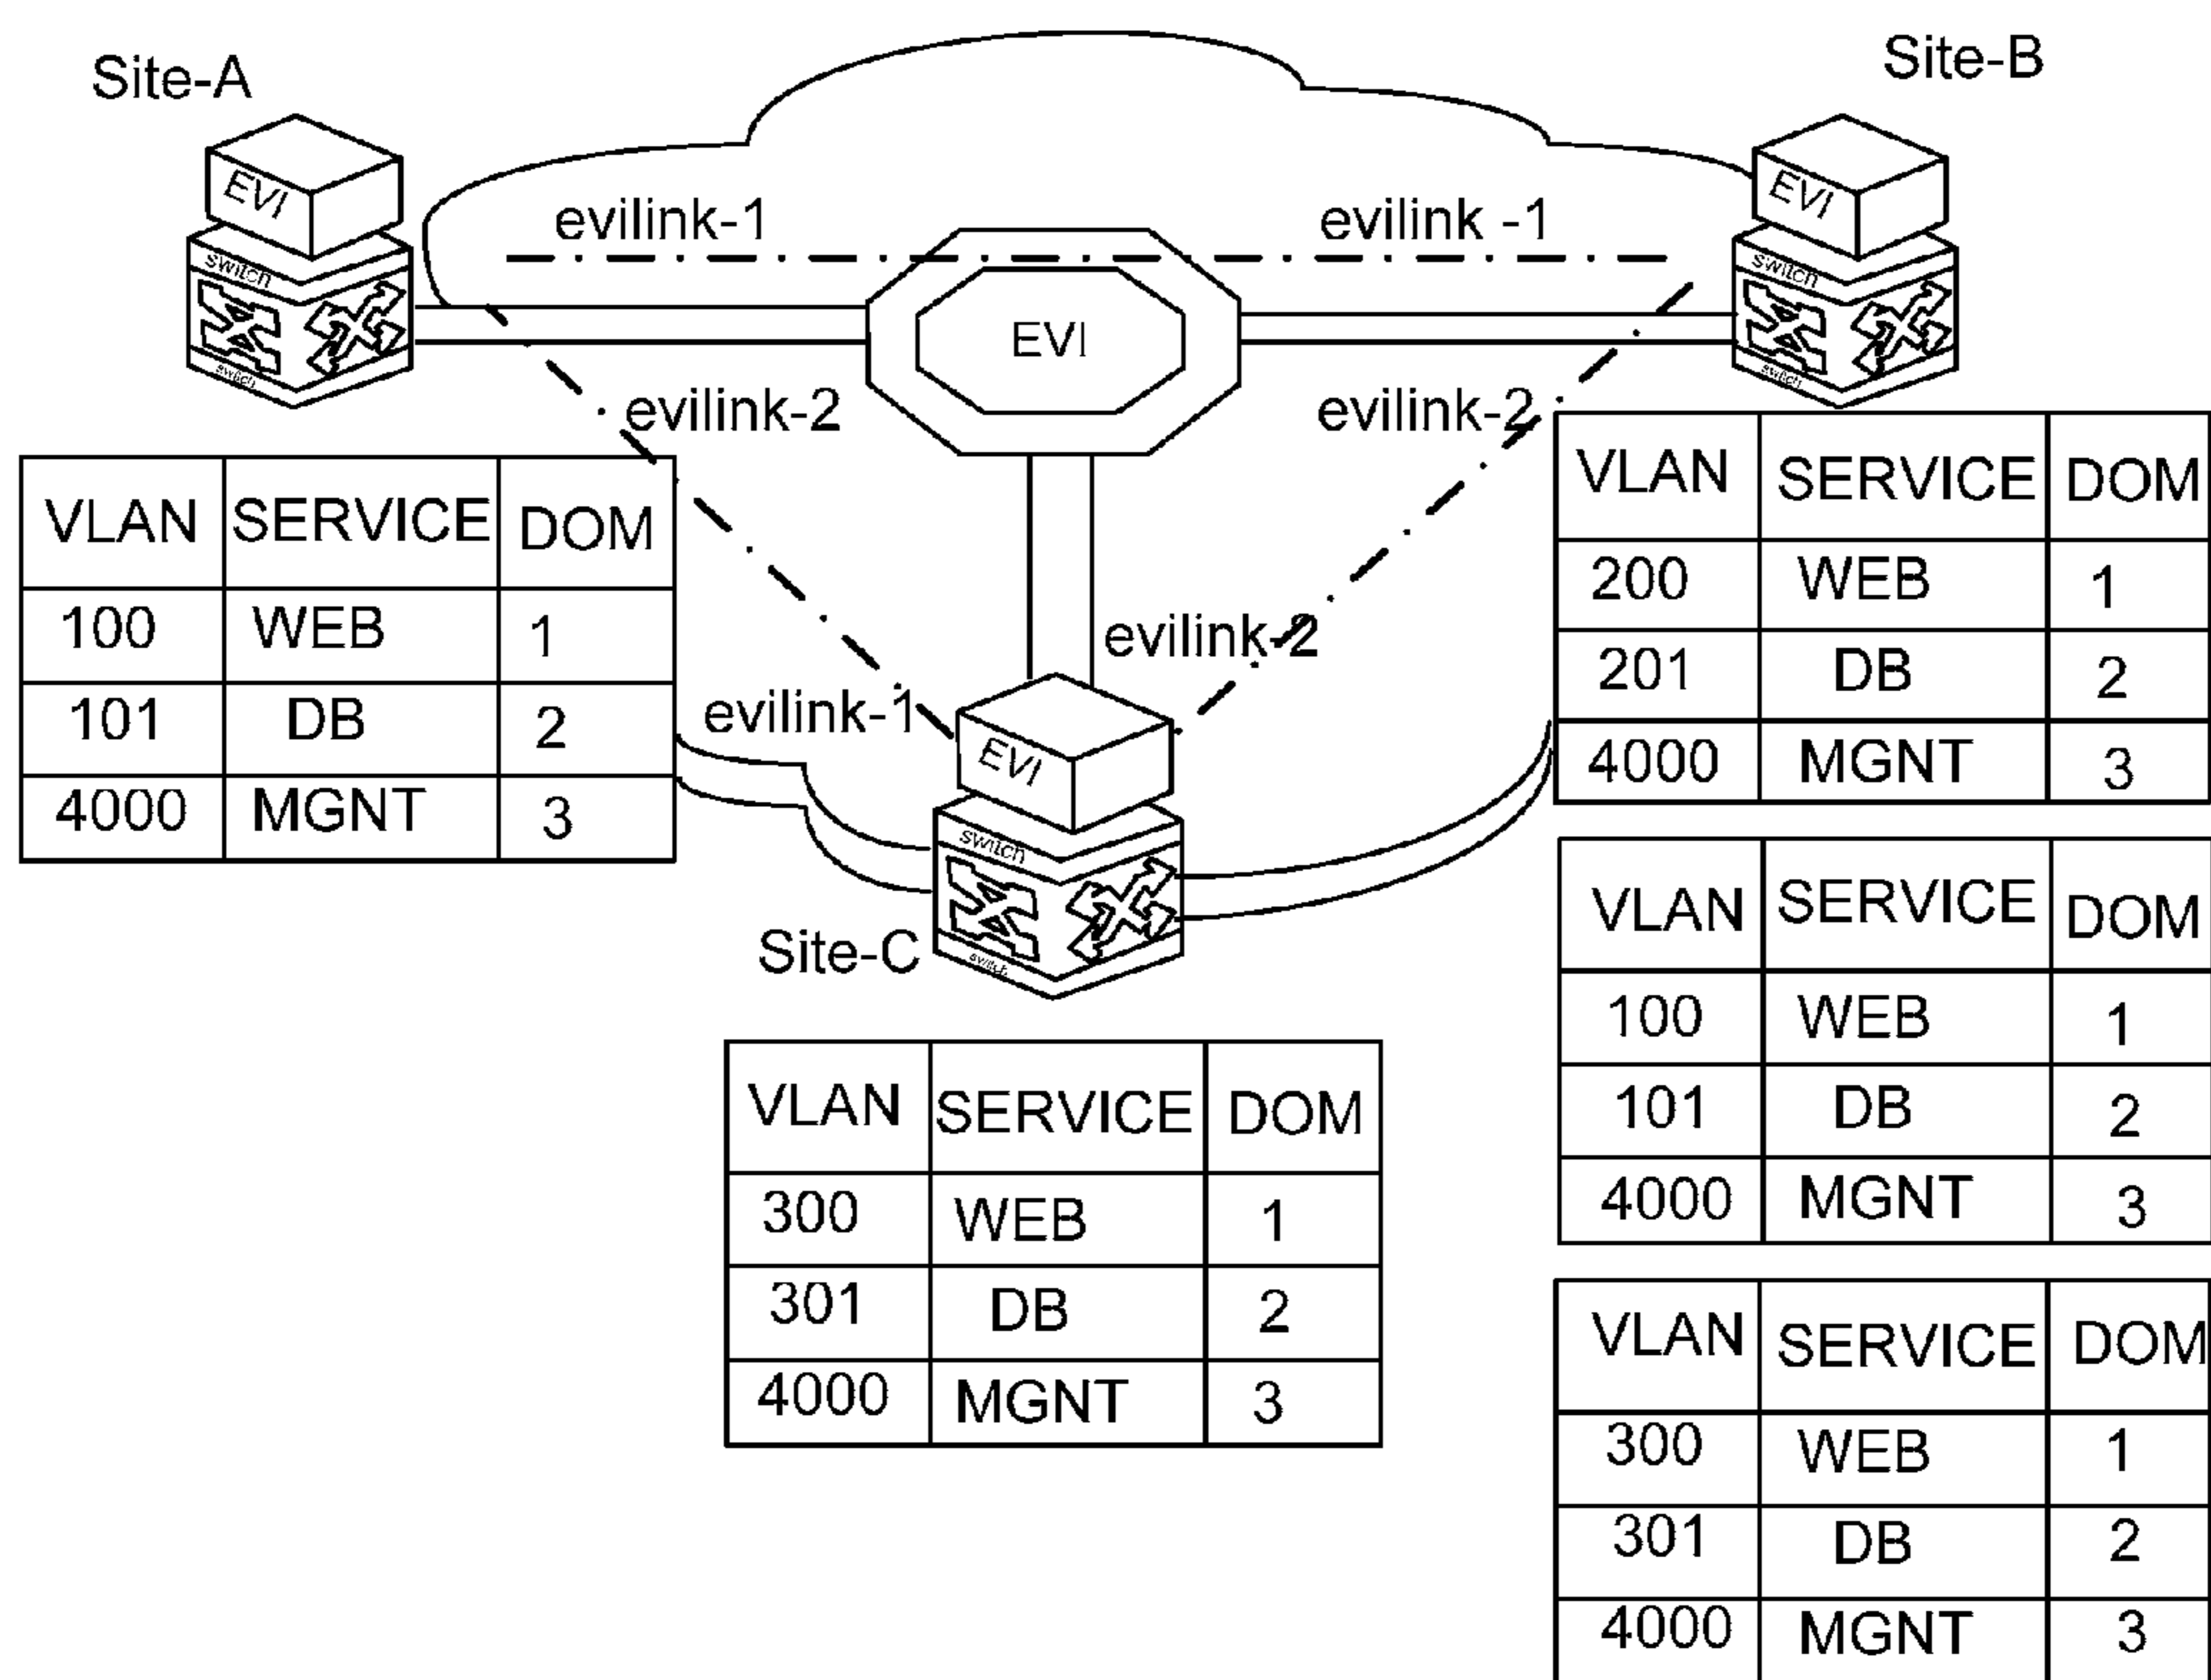 Site-A
Site-B
EVI
switch
switch
EVI
switch
switch
evilink-1
evilink -1
EVI
evilink-2
evilink-2
evilink-2
evilink-1
EVI
switch
switch
Site-C
VLAN SERVICE DOM
100 WEB 1
101 DB 2
4000 MGNT 3
VLAN SERVICE DOM
200 WEB 1
201 DB 2
4000 MGNT 3
VLAN SERVICE DOM
100 WEB 1
101 DB 2
4000 MGNT 3
VLAN SERVICE DOM
300 WEB 1
301 DB 2
4000 MGNT 3
VLAN SERVICE DOM
300 WEB 1
301 DB 2
4000 MGNT 3